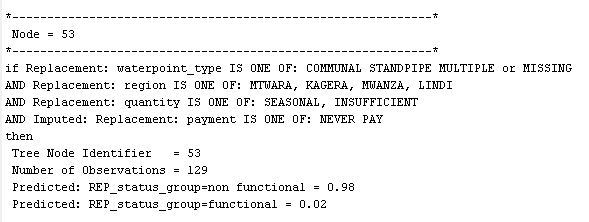 *------------------------------------------------------------*
Node = 53
*------------------------------------------------------------*
if Replacement: waterpoint_type IS ONE OF: COMMUNAL STANDPIPE MULTIPLE or MISSING
AND Replacement: region IS ONE OF: MTWARA, KAGERA, MWANZA, LINDI
AND Replacement: quantity IS ONE OF: SEASONAL, INSUFFICIENT
AND Imputed: Replacement: payment IS ONE OF: NEVER PAY
then
Tree Node Identifier   = 53
Number of Observations = 129
Predicted: REP_status_group=non functional = 0.98
Predicted: REP_status_group=functional = 0.02